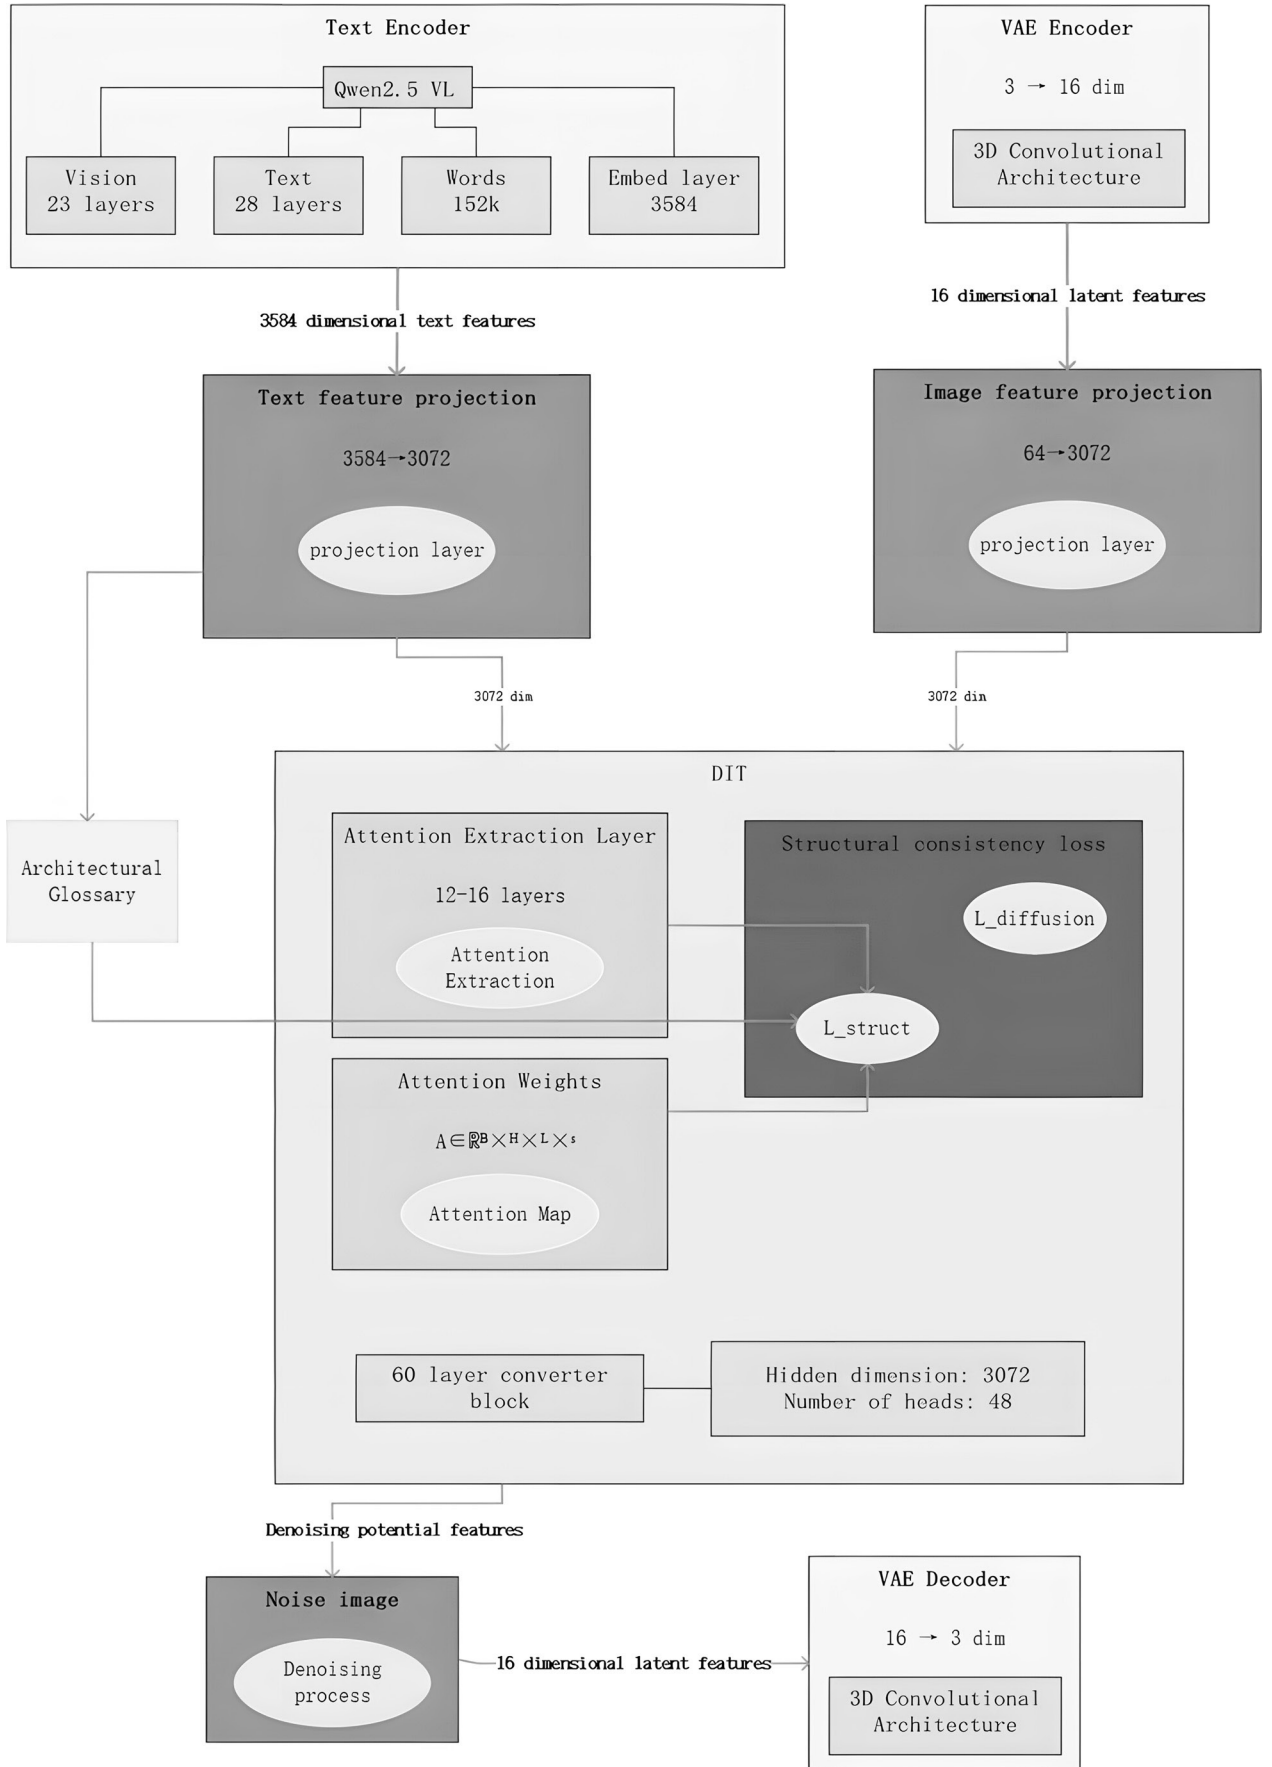 Text Encoder
Qwen2.5 VL
Vision
23 layers
Text
28 layers
Words
152k
Embed layer
3584
VAE Encoder
3 → 16 dim
3D Convolutional
Architecture
3584 dimensional text features
16 dimensional latent features
Text feature projection
3584→3072
projection layer
Image feature projection
64→3072
projection layer
3072 dim
3072 din
DIT
Attention Extraction Layer
12-16 layers
Attention
Extraction
Structural consistency loss
L_diffusion
L_struct
Architectural
Glossary
Attention Weights
A∈ℝᴮ×ᴴ×ᴸ×ˢ
Attention Map
60 layer converter
block
Hidden dimension: 3072
Number of heads: 48
Denoising potential features
Noise image
Denoising
process
16 dimensional latent features
VAE Decoder
16 → 3 dim
3D Convolutional
Architecture